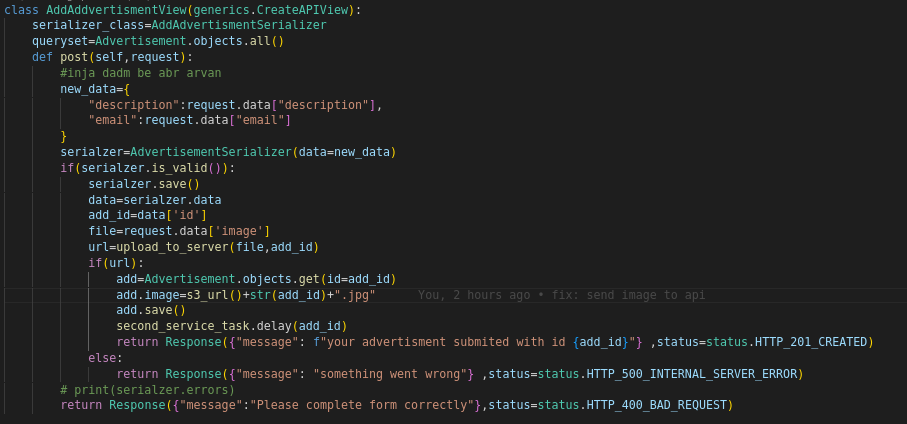 class AddAddvertismentView(generics.CreateAPIView):
    serializer_class=AddAdvertismentSerializer
    queryset=Advertisement.objects.all()
    def post(self,request):
        #inja dadm be abr arvan
        new_data={
            "description":request.data["description"],
            "email":request.data["email"]
        }
        serialzer=AdvertisementSerializer(data=new_data)
        if(serialzer.is_valid()):
            serialzer.save()
            data=serialzer.data
            add_id=data['id']
            file=request.data['image']
            url=upload_to_server(file,add_id)
            if(url):
                add=Advertisement.objects.get(id=add_id)
                add.image=s3_url()+str(add_id)+".jpg"      You, 2 hours ago • fix: send image to api
                add.save()
                second_service_task.delay(add_id)
                return Response({"message": f"your advertisment submited with id {add_id}"} ,status=status.HTTP_201_CREATED)
            else:
                return Response({"message": "something went wrong"} ,status=status.HTTP_500_INTERNAL_SERVER_ERROR)
        # print(serialzer.errors)
        return Response({"message":"Please complete form correctly"},status=status.HTTP_400_BAD_REQUEST)